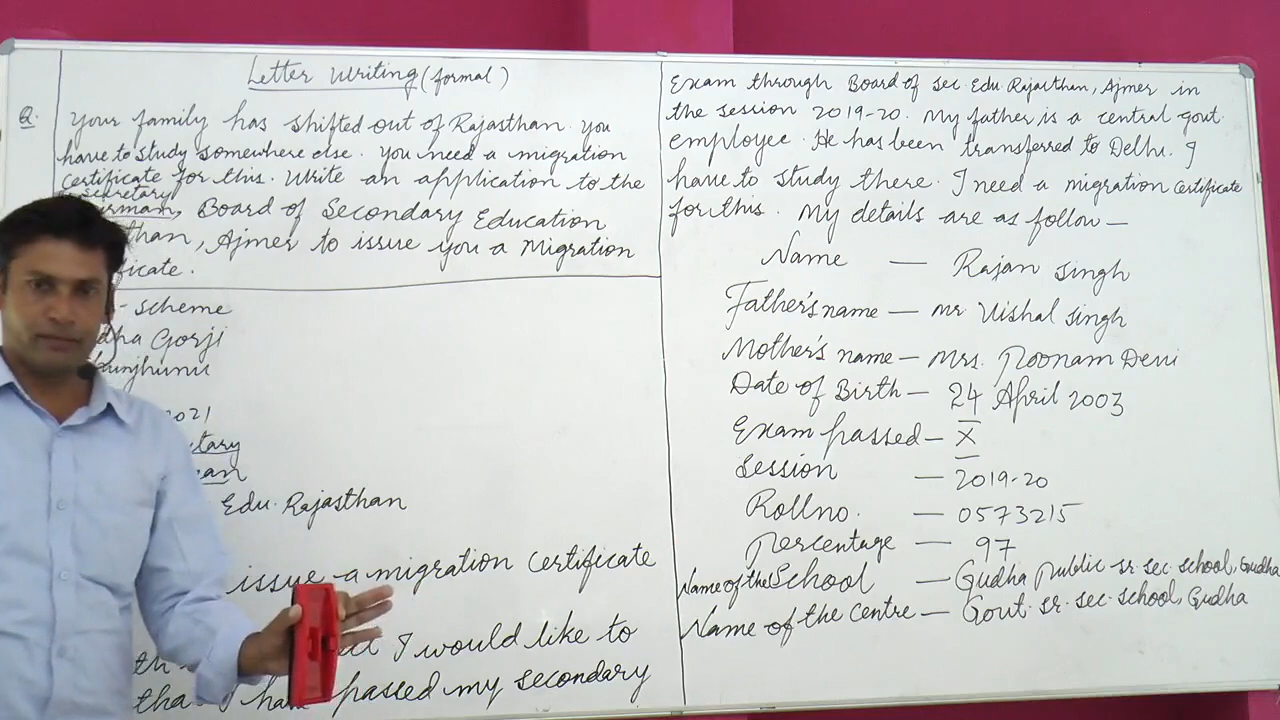 Letter Writing (formal)
Q. Your family has shifted out of Rajasthan. You
have to study somewhere else. You need a migration
certificate for this. Write an application to the
Secretary
Board of Secondary Education
Ajmer to issue you a Migration
- scheme
Gorji
2021
Edu. Rajasthan
issue a migration certificate
I would like to
passed my secondary
Exam through Board of Sec. Edu. Rajasthan, Ajmer in
the session 2019-20. My father is a central govt.
employee. He has been transferred to Delhi. I
have to study there. I need a migration certificate
for this. My details are as follow —
Name — Rajan Singh
Father's name — Mr. Vishal Singh
Mother's name — Mrs. Poonam Devi
Date of Birth — 24 April 2003
Exam passed — X
Session — 2019-20
Roll no. — 0573215
Percentage — 97
Name of the School — Gudha Public sr. sec. school, Gudha
Name of the centre — Govt. sr. sec. school, Gudha